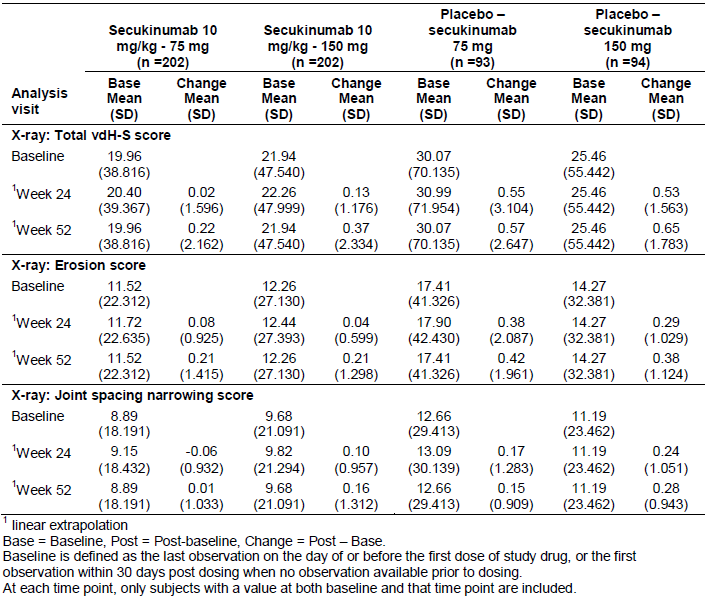 Secukinumab 10 mg/kg - 75 mg (n =202) Secukinumab 10 mg/kg - 150 mg (n =202) Placebo – secukinumab 75 mg (n =93) Placebo – secukinumab 150 mg (n =94)
Analysis visit Base Mean (SD) Change Mean (SD) Base Mean (SD) Change Mean (SD) Base Mean (SD) Change Mean (SD) Base Mean (SD) Change Mean (SD)
X-ray: Total vdH-S score
Baseline 19.96 21.94 30.07 25.46
(38.816) (47.540) (70.135) (55.442)
1Week 24 20.40 0.02 22.26 0.13 30.99 0.55 25.46 0.53
(39.367) (1.596) (47.999) (1.176) (71.954) (3.104) (55.442) (1.563)
1Week 52 19.96 0.22 21.94 0.37 30.07 0.57 25.46 0.65
(38.816) (2.162) (47.540) (2.334) (70.135) (2.647) (55.442) (1.783)
X-ray: Erosion score
Baseline 11.52 12.26 17.41 14.27
(22.312) (27.130) (41.326) (32.381)
1Week 24 11.72 0.08 12.44 0.04 17.90 0.38 14.27 0.29
(22.635) (0.925) (27.393) (0.599) (42.430) (2.087) (32.381) (1.029)
1Week 52 11.52 0.21 12.26 0.21 17.41 0.42 14.27 0.38
(22.312) (1.415) (27.130) (1.298) (41.326) (1.961) (32.381) (1.124)
X-ray: Joint spacing narrowing score
Baseline 8.89 9.68 12.66 11.19
(18.191) (21.091) (29.413) (23.462)
1Week 24 9.15 -0.06 9.82 0.10 13.09 0.17 11.19 0.24
(18.432) (0.932) (21.294) (0.957) (30.139) (1.283) (23.462) (1.051)
1Week 52 8.89 0.01 9.68 0.16 12.66 0.15 11.19 0.28
(18.191) (1.033) (21.091) (1.312) (29.413) (0.909) (23.462) (0.943)
1 linear extrapolation
Base = Baseline, Post = Post-baseline, Change = Post – Base.
Baseline is defined as the last observation on the day of or before the first dose of study drug, or the first
observation within 30 days post dosing when no observation available prior to dosing.
At each time point, only subjects with a value at both baseline and that time point are included.